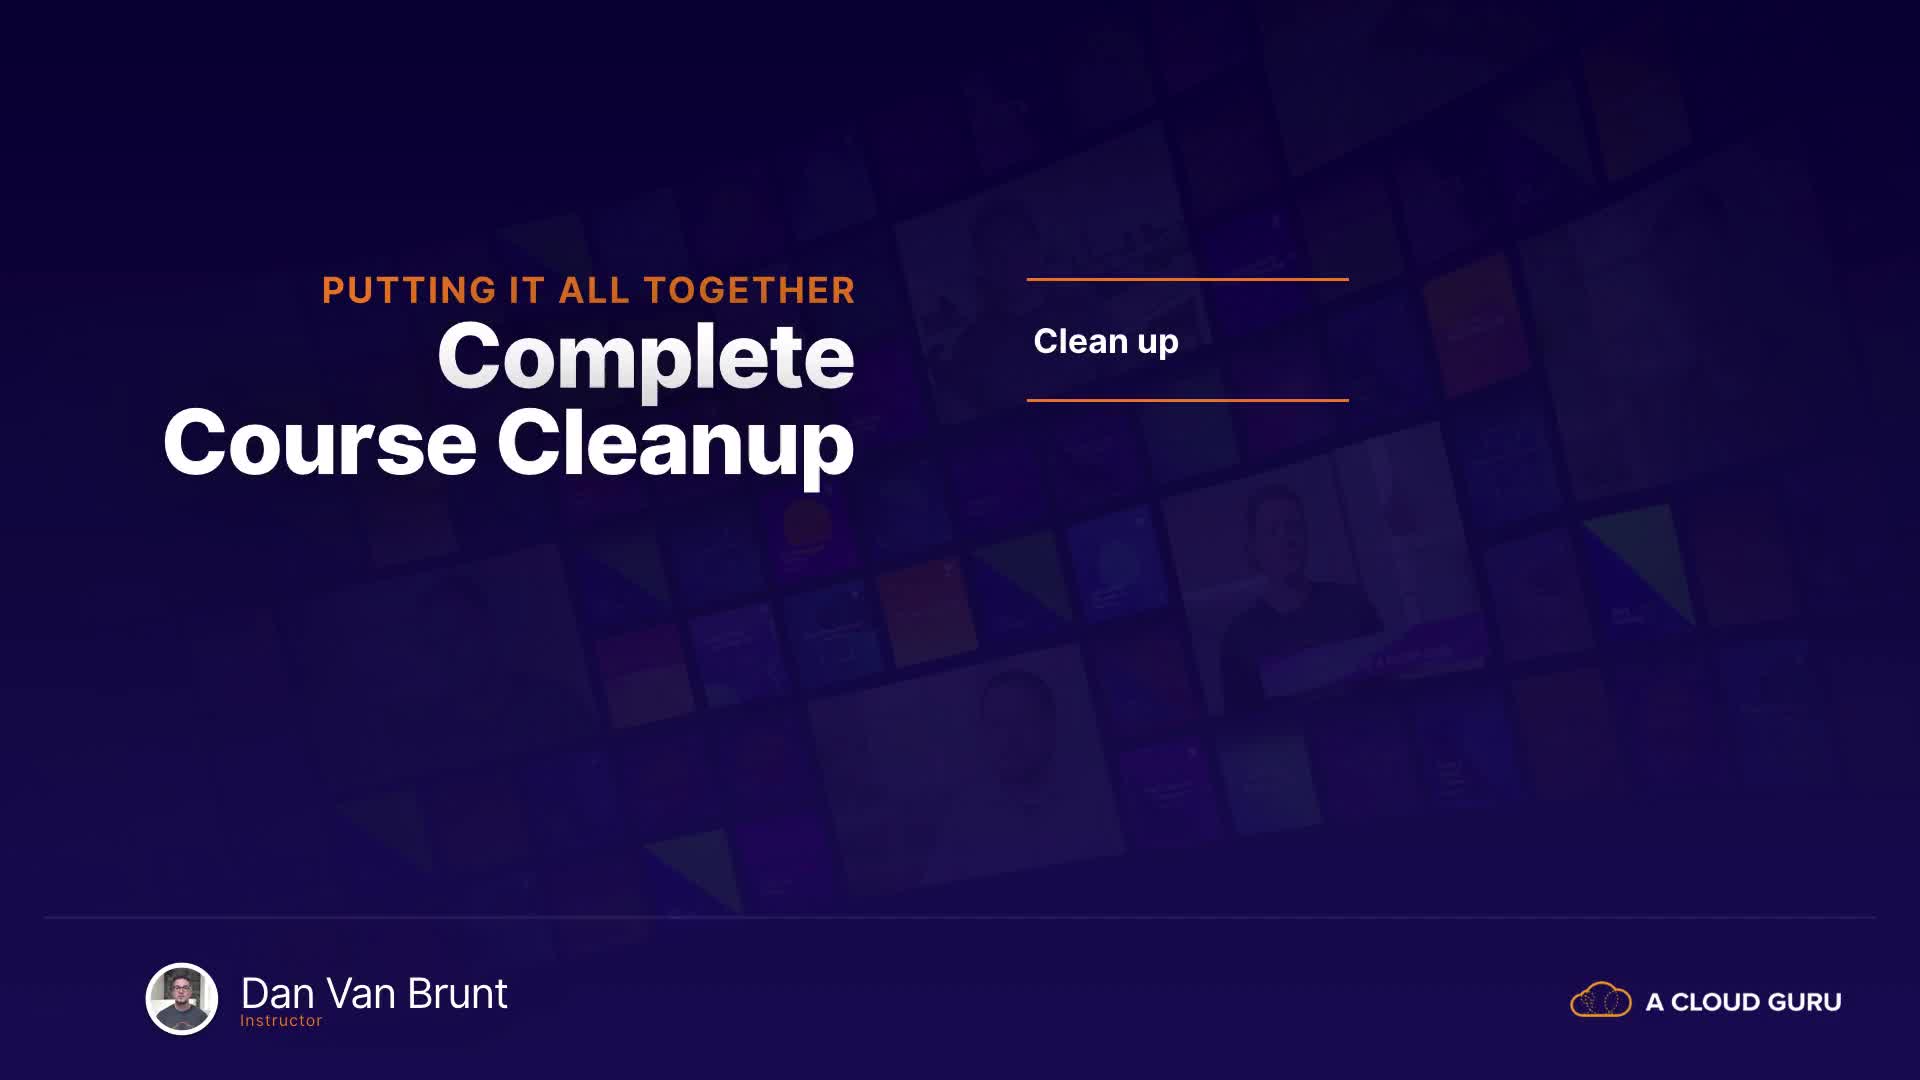 PUTTING IT ALL TOGETHER
Complete
Course Cleanup
Clean up
Dan Van Brunt
Instructor
A CLOUD GURU